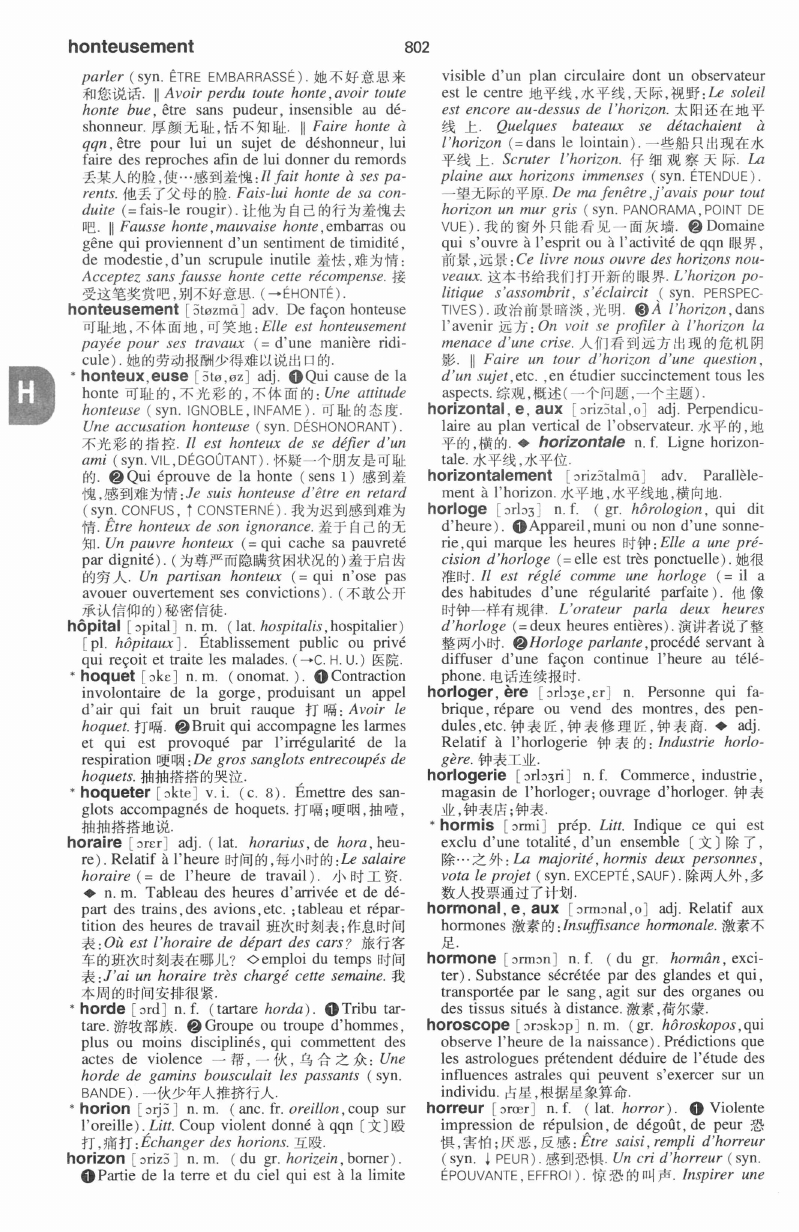 honteusement
802
parler (syn. ÊTRE EMBARRASSÉ). 她不好意思来
和您说话. ‖ Avoir perdu toute honte, avoir toute
honte bue, être sans pudeur, insensible au dé-
shonneur. 厚颜无耻,恬不知耻. ‖ Faire honte à
qqn, être pour lui un sujet de déshonneur, lui
faire des reproches afin de lui donner du remords
丢某人的脸,使…感到羞愧: Il fait honte à ses pa-
rents. 他丢了父母的脸. Fais-lui honte de sa con-
duite (= fais-le rougir). 让他为自己的行为羞愧去
吧. ‖ Fausse honte, mauvaise honte, embarras ou
gêne qui proviennent d'un sentiment de timidité,
de modestie, d'un scrupule inutile 羞怯,难为情:
Acceptez sans fausse honte cette récompense. 接
受这笔奖赏吧,别不好意思. (→ÉHONTÉ).
honteusement [ɔ̃tøzmɑ̃] adv. De façon honteuse
可耻地,不体面地,可笑地: Elle est honteusement
payée pour ses travaux (= d'une manière ridi-
cule). 她的劳动报酬少得难以说出口的.
* honteux, euse [ɔ̃tø, øz] adj. ❶ Qui cause de la
honte 可耻的,不光彩的,不体面的: Une attitude
honteuse (syn. IGNOBLE, INFAME). 可耻的态度.
Une accusation honteuse (syn. DÉSHONORANT).
不光彩的指控. Il est honteux de se défier d'un
ami (syn. VIL, DÉGOÛTANT). 怀疑一个朋友是可耻
的. ❷ Qui éprouve de la honte (sens 1) 感到羞
愧,感到难为情: Je suis honteuse d'être en retard
(syn. CONFUS, ↑ CONSTERNÉ). 我为迟到感到难为
情. Être honteux de son ignorance. 羞于自己的无
知. Un pauvre honteux (= qui cache sa pauvreté
par dignité). (为尊严而隐瞒贫困状况的)羞于启齿
的穷人. Un partisan honteux (= qui n'ose pas
avouer ouvertement ses convictions). (不敢公开
承认信仰的)秘密信徒.
hôpital [ɔpital] n. m. (lat. hospitalis, hospitalier)
[pl. hôpitaux]. Établissement public ou privé
qui reçoit et traite les malades. (→C. H. U.) 医院.
* hoquet [ɔkɛ] n. m. (onomat.). ❶ Contraction
involontaire de la gorge, produisant un appel
d'air qui fait un bruit rauque 打嗝: Avoir le
hoquet. 打嗝. ❷ Bruit qui accompagne les larmes
et qui est provoqué par l'irrégularité de la
respiration 哽咽: De gros sanglots entrecoupés de
hoquets. 抽抽搭搭的哭泣.
* hoqueter [ɔkte] v. i. (c. 8). Émettre des san-
glots accompagnés de hoquets. 打嗝;哽咽,抽噎,
抽抽搭搭地说.
horaire [ɔrɛr] adj. (lat. horarius, de hora, heu-
re). Relatif à l'heure 时间的,每小时的: Le salaire
horaire (= de l'heure de travail). 小时工资.
◆ n. m. Tableau des heures d'arrivée et de dé-
part des trains, des avions, etc. ; tableau et répar-
tition des heures de travail 班次时刻表;作息时间
表: Où est l'horaire de départ des cars? 旅行客
车的班次时刻表在哪儿? ◇ emploi du temps 时间
表: J'ai un horaire très chargé cette semaine. 我
本周的时间安排很紧.
* horde [ɔrd] n. f. (tartare horda). ❶ Tribu tar-
tare. 游牧部族. ❷ Groupe ou troupe d'hommes,
plus ou moins disciplinés, qui commettent des
actes de violence 一帮,一伙,乌合之众: Une
horde de gamins bousculait les passants (syn.
BANDE). 一伙少年人推挤行人.
* horion [ɔrjɔ̃] n. m. (anc. fr. oreillon, coup sur
l'oreille). Litt. Coup violent donné à qqn〔文〕殴
打,痛打: Échanger des horions. 互殴.
horizon [ɔrizɔ̃] n. m. (du gr. horizein, borner).
❶ Partie de la terre et du ciel qui est à la limite
H
visible d'un plan circulaire dont un observateur
est le centre 地平线,水平线,天际,视野: Le soleil
est encore au-dessus de l'horizon. 太阳还在地平
线上. Quelques bateaux se détachaient à
l'horizon (= dans le lointain). 一些船只出现在水
平线上. Scruter l'horizon. 仔细观察天际. La
plaine aux horizons immenses (syn. ÉTENDUE).
一望无际的平原. De ma fenêtre, j'avais pour tout
horizon un mur gris (syn. PANORAMA, POINT DE
VUE). 我的窗外只能看见一面灰墙. ❷ Domaine
qui s'ouvre à l'esprit ou à l'activité de qqn 眼界,
前景,远景: Ce livre nous ouvre des horizons nou-
veaux. 这本书给我们打开新的眼界. L'horizon po-
litique s'assombrit, s'éclaircit (syn. PERSPEC-
TIVES). 政治前景暗淡,光明. ❸ À l'horizon, dans
l'avenir 远方: On voit se profiler à l'horizon la
menace d'une crise. 人们看到远方出现的危机阴
影. ‖ Faire un tour d'horizon d'une question,
d'un sujet, etc. , en étudier succinctement tous les
aspects. 综观,概述(一个问题,一个主题).
horizontal, e, aux [ɔrizɔ̃tal, o] adj. Perpendicu-
laire au plan vertical de l'observateur. 水平的,地
平的,横的. ◆ horizontale n. f. Ligne horizon-
tale. 水平线,水平位.
horizontalement [ɔrizɔ̃talmɑ̃] adv. Parallèle-
ment à l'horizon. 水平地,水平线地,横向地.
horloge [ɔrlɔʒ] n. f. (gr. hôrologion, qui dit
d'heure). ❶ Appareil, muni ou non d'une sonne-
rie, qui marque les heures 时钟: Elle a une pré-
cision d'horloge (= elle est très ponctuelle). 她很
准时. Il est réglé comme une horloge (= il a
des habitudes d'une régularité parfaite). 他像
时钟一样有规律. L'orateur parla deux heures
d'horloge (= deux heures entières). 演讲者说了整
整两小时. ❷ Horloge parlante, procédé servant à
diffuser d'une façon continue l'heure au télé-
phone. 电话连续报时.
horloger, ère [ɔrlɔʒe, ɛr] n. Personne qui fa-
brique, répare ou vend des montres, des pen-
dules, etc. 钟表匠,钟表修理匠,钟表商. ◆ adj.
Relatif à l'horlogerie 钟表的: Industrie horlo-
gère. 钟表工业.
horlogerie [ɔrlɔʒri] n. f. Commerce, industrie,
magasin de l'horloger; ouvrage d'horloger. 钟表
业,钟表店;钟表.
* hormis [ɔrmi] prép. Litt. Indique ce qui est
exclu d'une totalité, d'un ensemble〔文〕除了,
除…之外: La majorité, hormis deux personnes,
vota le projet (syn. EXCEPTÉ, SAUF). 除两人外,多
数人投票通过了计划.
hormonal, e, aux [ɔrmɔnal, o] adj. Relatif aux
hormones 激素的: Insuffisance hormonale. 激素不
足.
hormone [ɔrmɔn] n. f. (du gr. hormân, exci-
ter). Substance sécrétée par des glandes et qui,
transportée par le sang, agit sur des organes ou
des tissus situés à distance. 激素,荷尔蒙.
horoscope [ɔrɔskɔp] n. m. (gr. hôroskopos, qui
observe l'heure de la naissance). Prédictions que
les astrologues prétendent déduire de l'étude des
influences astrales qui peuvent s'exercer sur un
individu. 占星,根据星象算命.
horreur [ɔrœr] n. f. (lat. horror). ❶ Violente
impression de répulsion, de dégoût, de peur 恐
惧,害怕;厌恶,反感: Être saisi, rempli d'horreur
(syn. ↓ PEUR). 感到恐惧. Un cri d'horreur (syn.
ÉPOUVANTE, EFFROI). 惊恐的叫声. Inspirer une